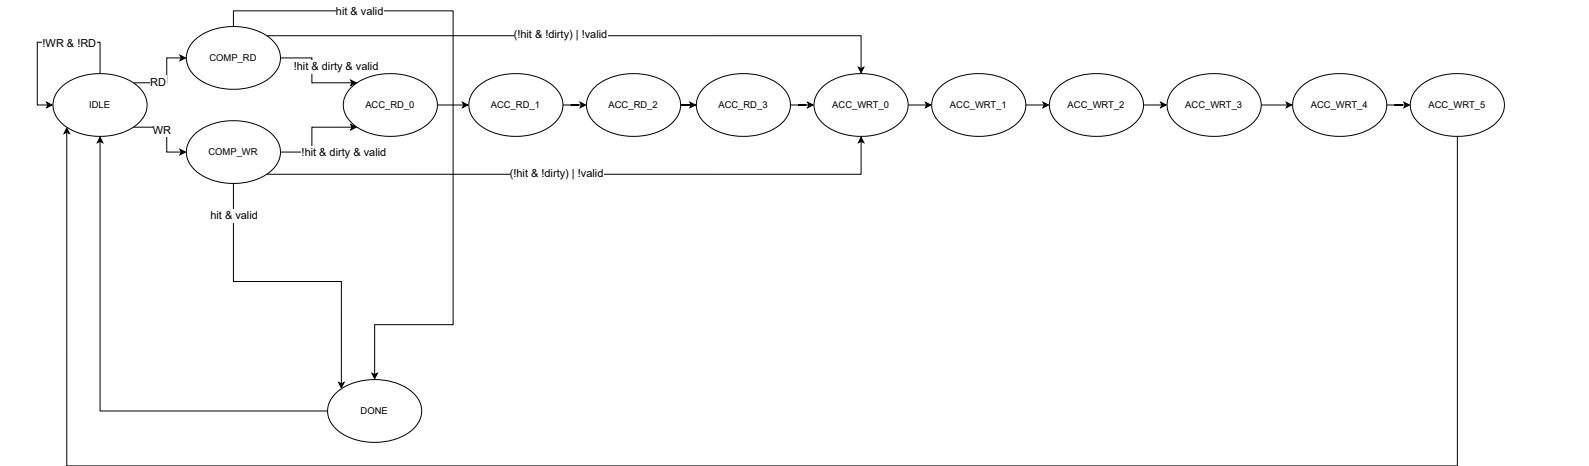 hit & valid
(!hit & !dirty) | !valid
!WR & !RD
COMP_RD
!hit & dirty & valid
RD
IDLE
ACC_RD_0
ACC_RD_1
ACC_RD_2
ACC_RD_3
ACC_WRT_0
ACC_WRT_1
ACC_WRT_2
ACC_WRT_3
ACC_WRT_4
ACC_WRT_5
WR
COMP_WR
!hit & dirty & valid
(!hit & !dirty) | !valid
hit & valid
DONE